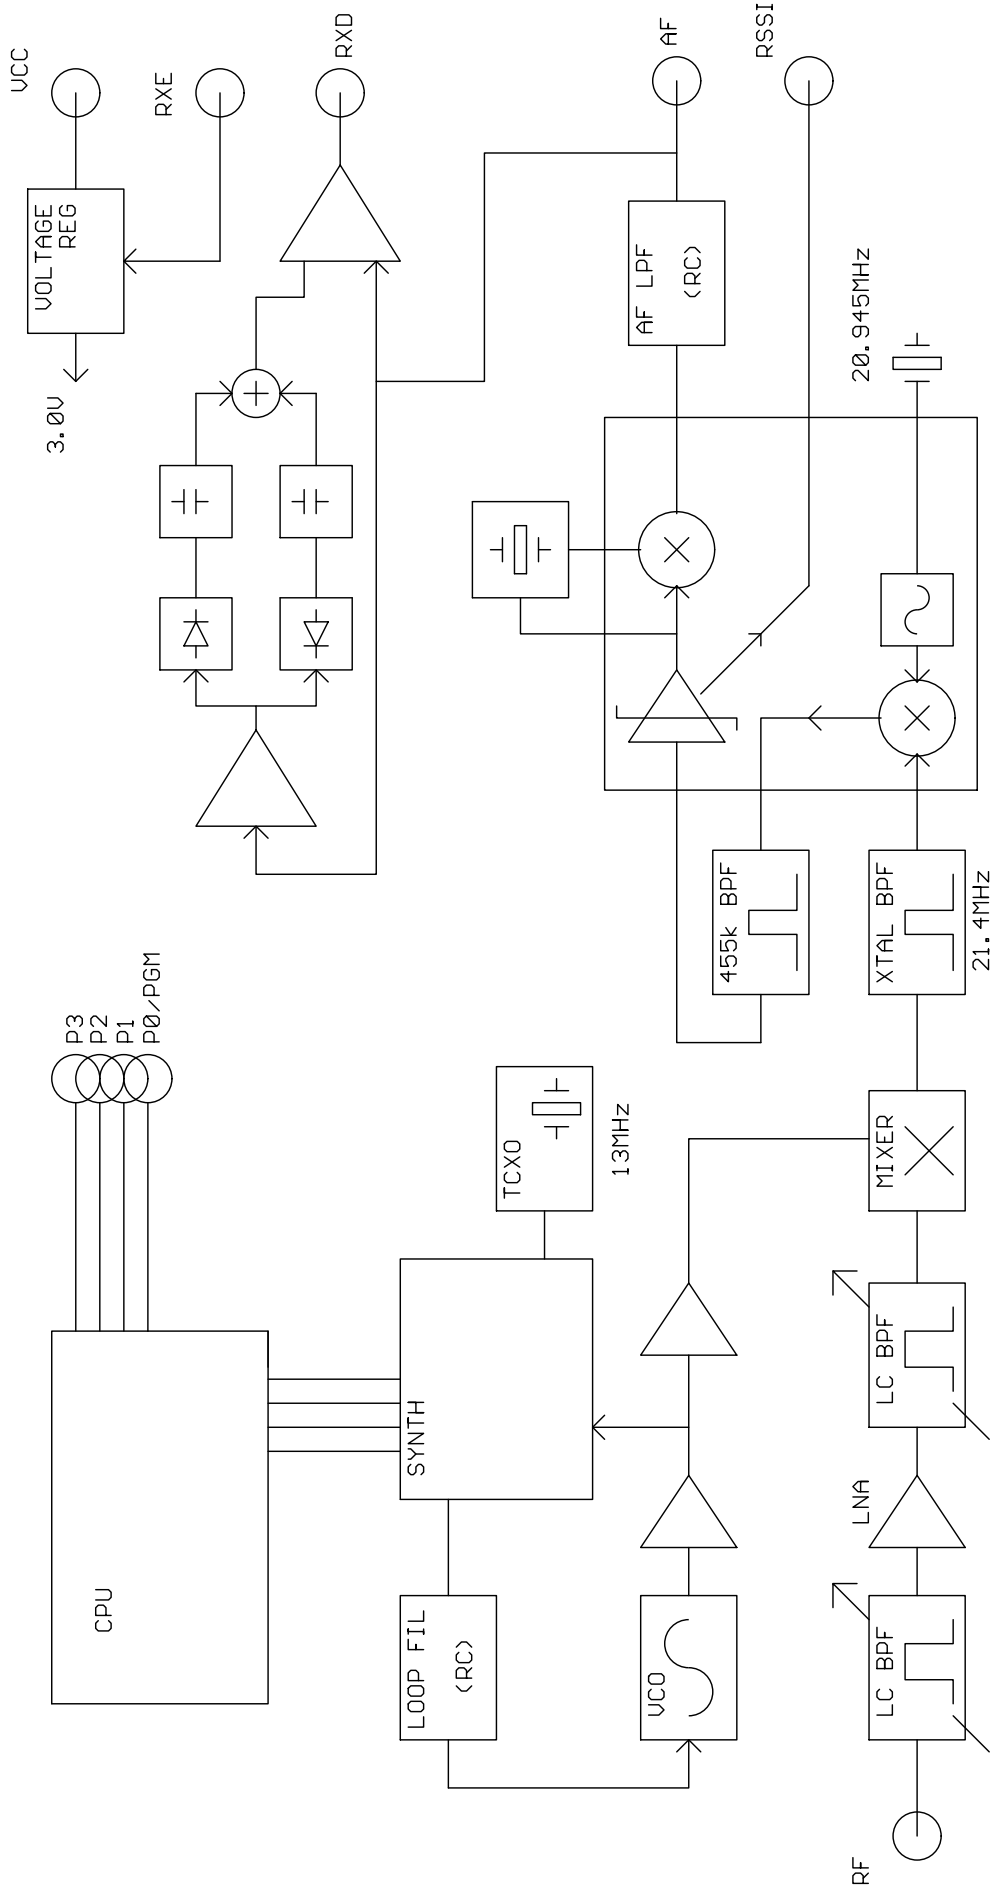 CPU
P3
P2
P1
P0/PGM
3.0V
VOLTAGE
REG
VCC
RXE
RXD
LOOP FIL
(RC)
SYNTH
TCXO
13MHz
VCO
AF LPF
(RC)
AF
RSSI
455k BPF
20.945MHz
RF
LC BPF
LNA
LC BPF
MIXER
XTAL BPF
21.4MHz